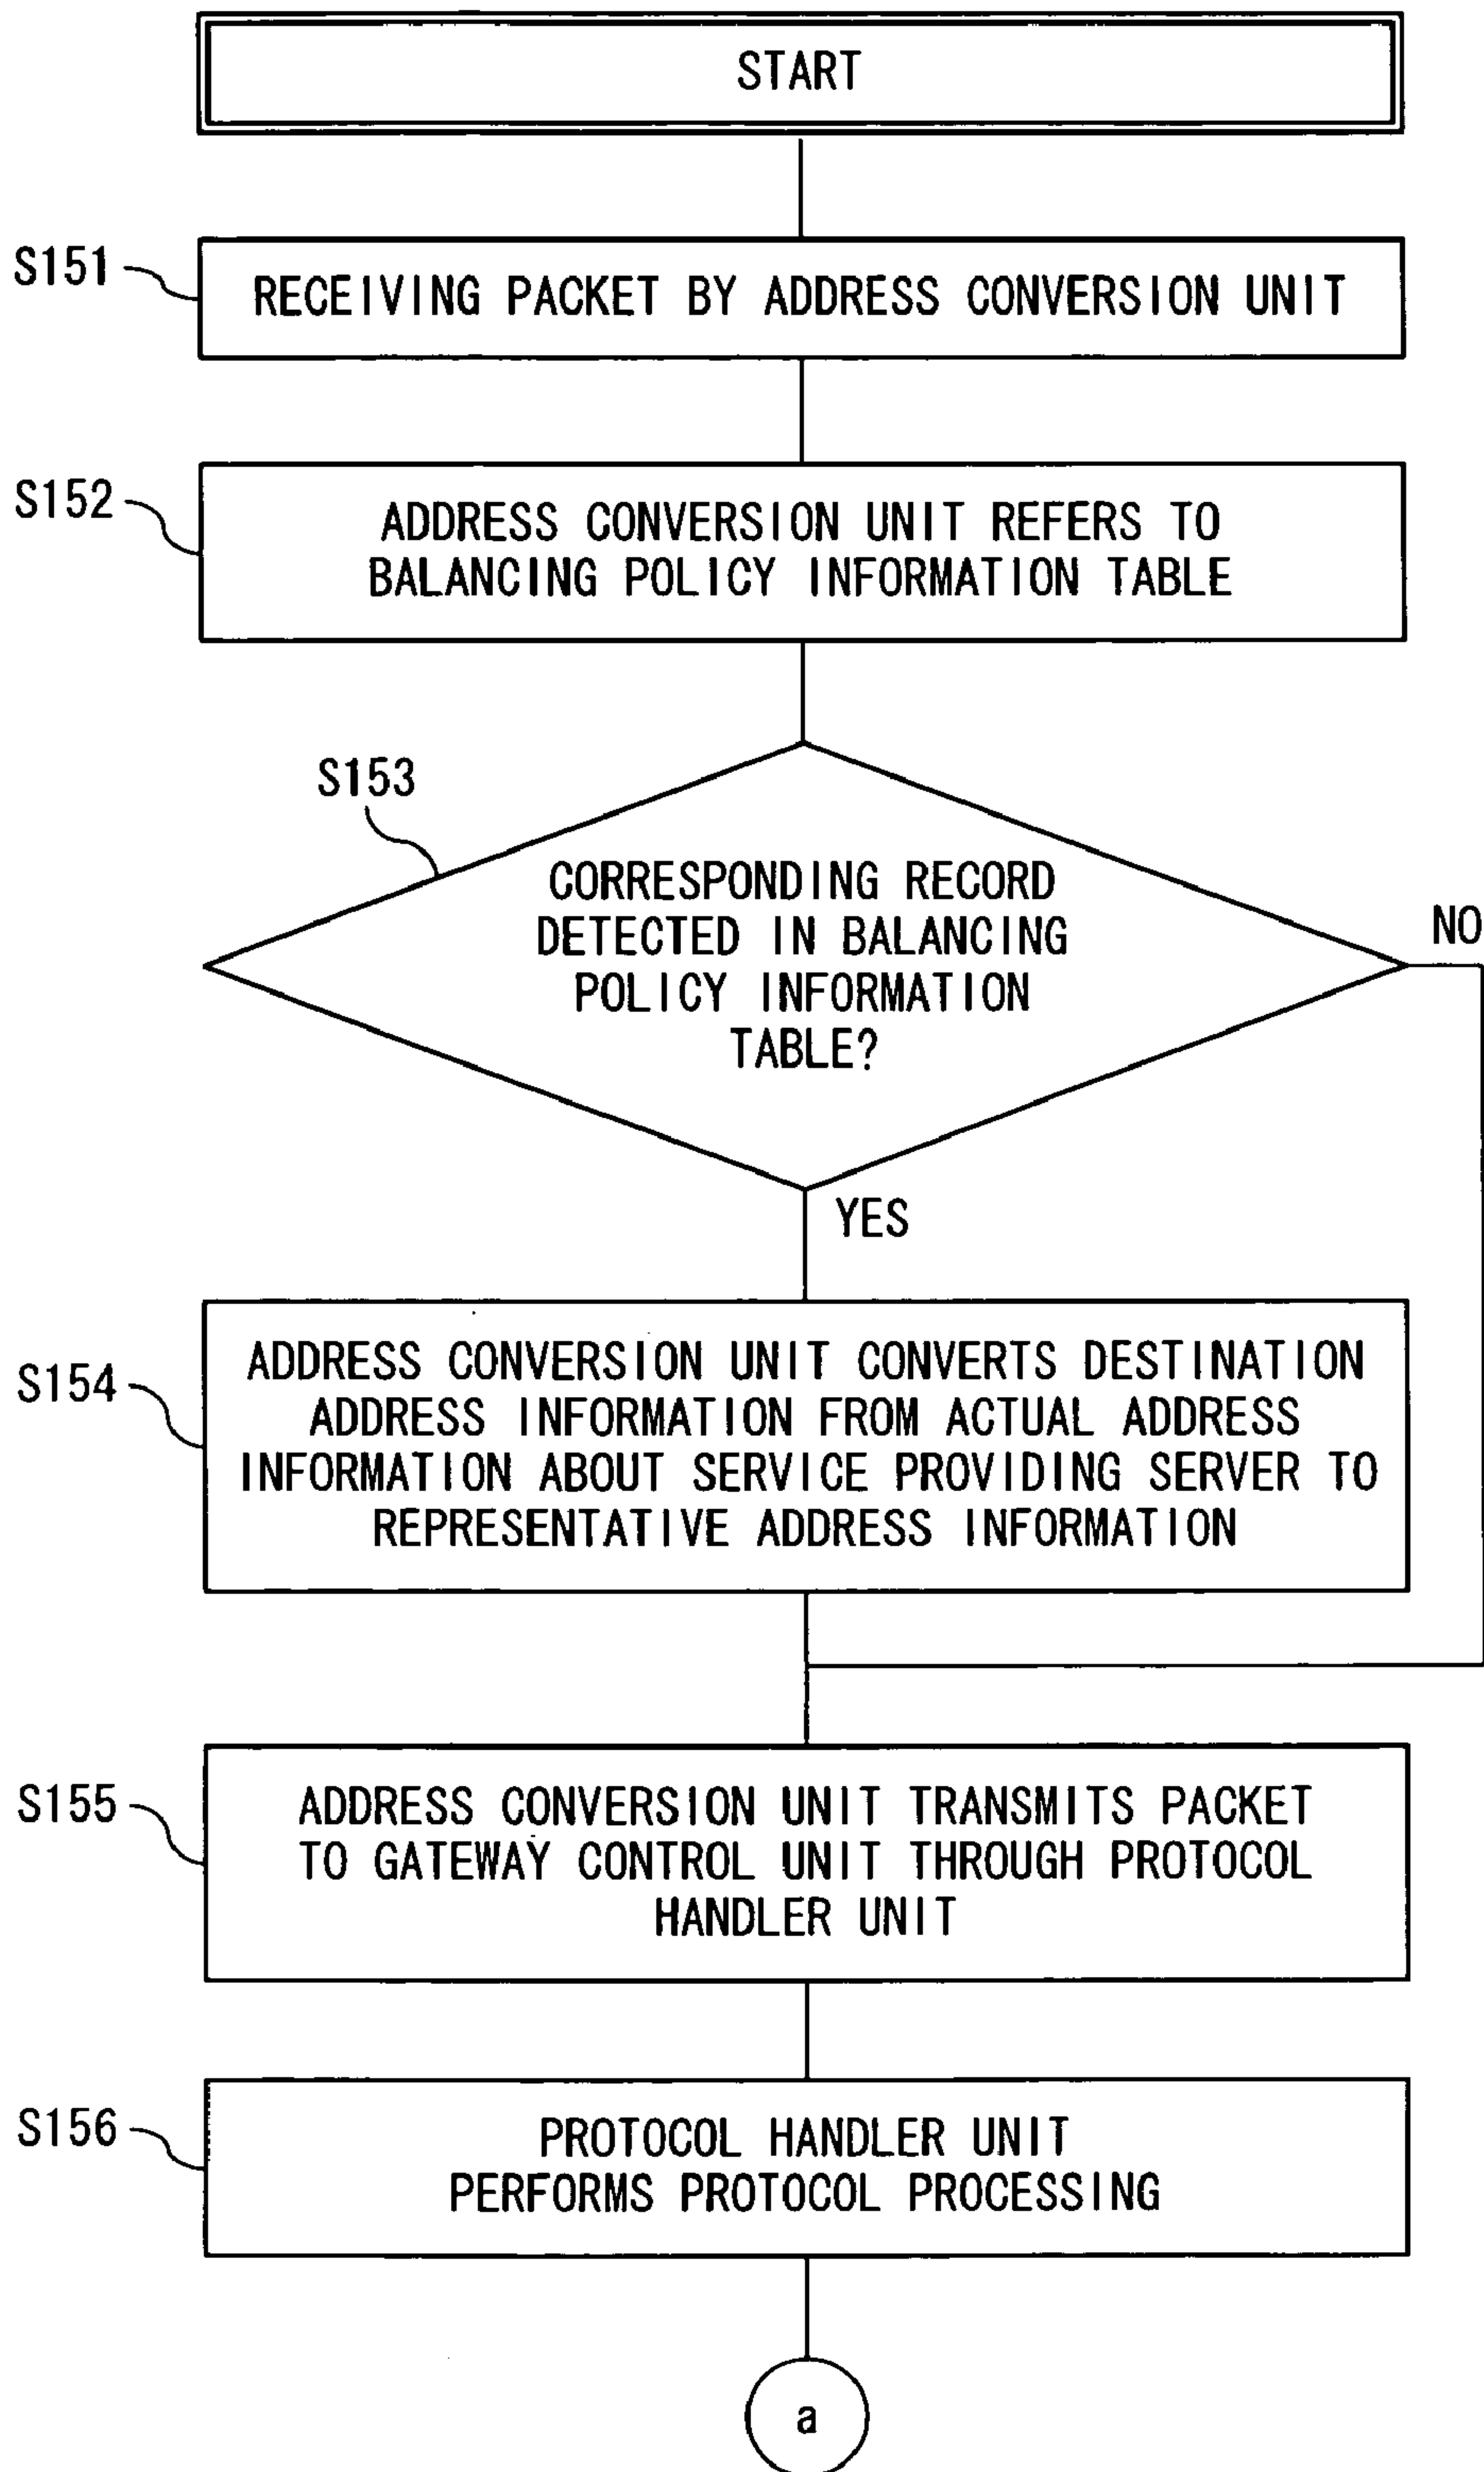 START
S151
RECEIVING PACKET BY ADDRESS CONVERSION UNIT
S152
ADDRESS CONVERSION UNIT REFERS TO
BALANCING POLICY INFORMATION TABLE
S153
CORRESPONDING RECORD
DETECTED IN BALANCING
POLICY INFORMATION
TABLE?
NO
YES
S154
ADDRESS CONVERSION UNIT CONVERTS DESTINATION
ADDRESS INFORMATION FROM ACTUAL ADDRESS
INFORMATION ABOUT SERVICE PROVIDING SERVER TO
REPRESENTATIVE ADDRESS INFORMATION
S155
ADDRESS CONVERSION UNIT TRANSMITS PACKET
TO GATEWAY CONTROL UNIT THROUGH PROTOCOL
HANDLER UNIT
S156
PROTOCOL HANDLER UNIT
PERFORMS PROTOCOL PROCESSING
a